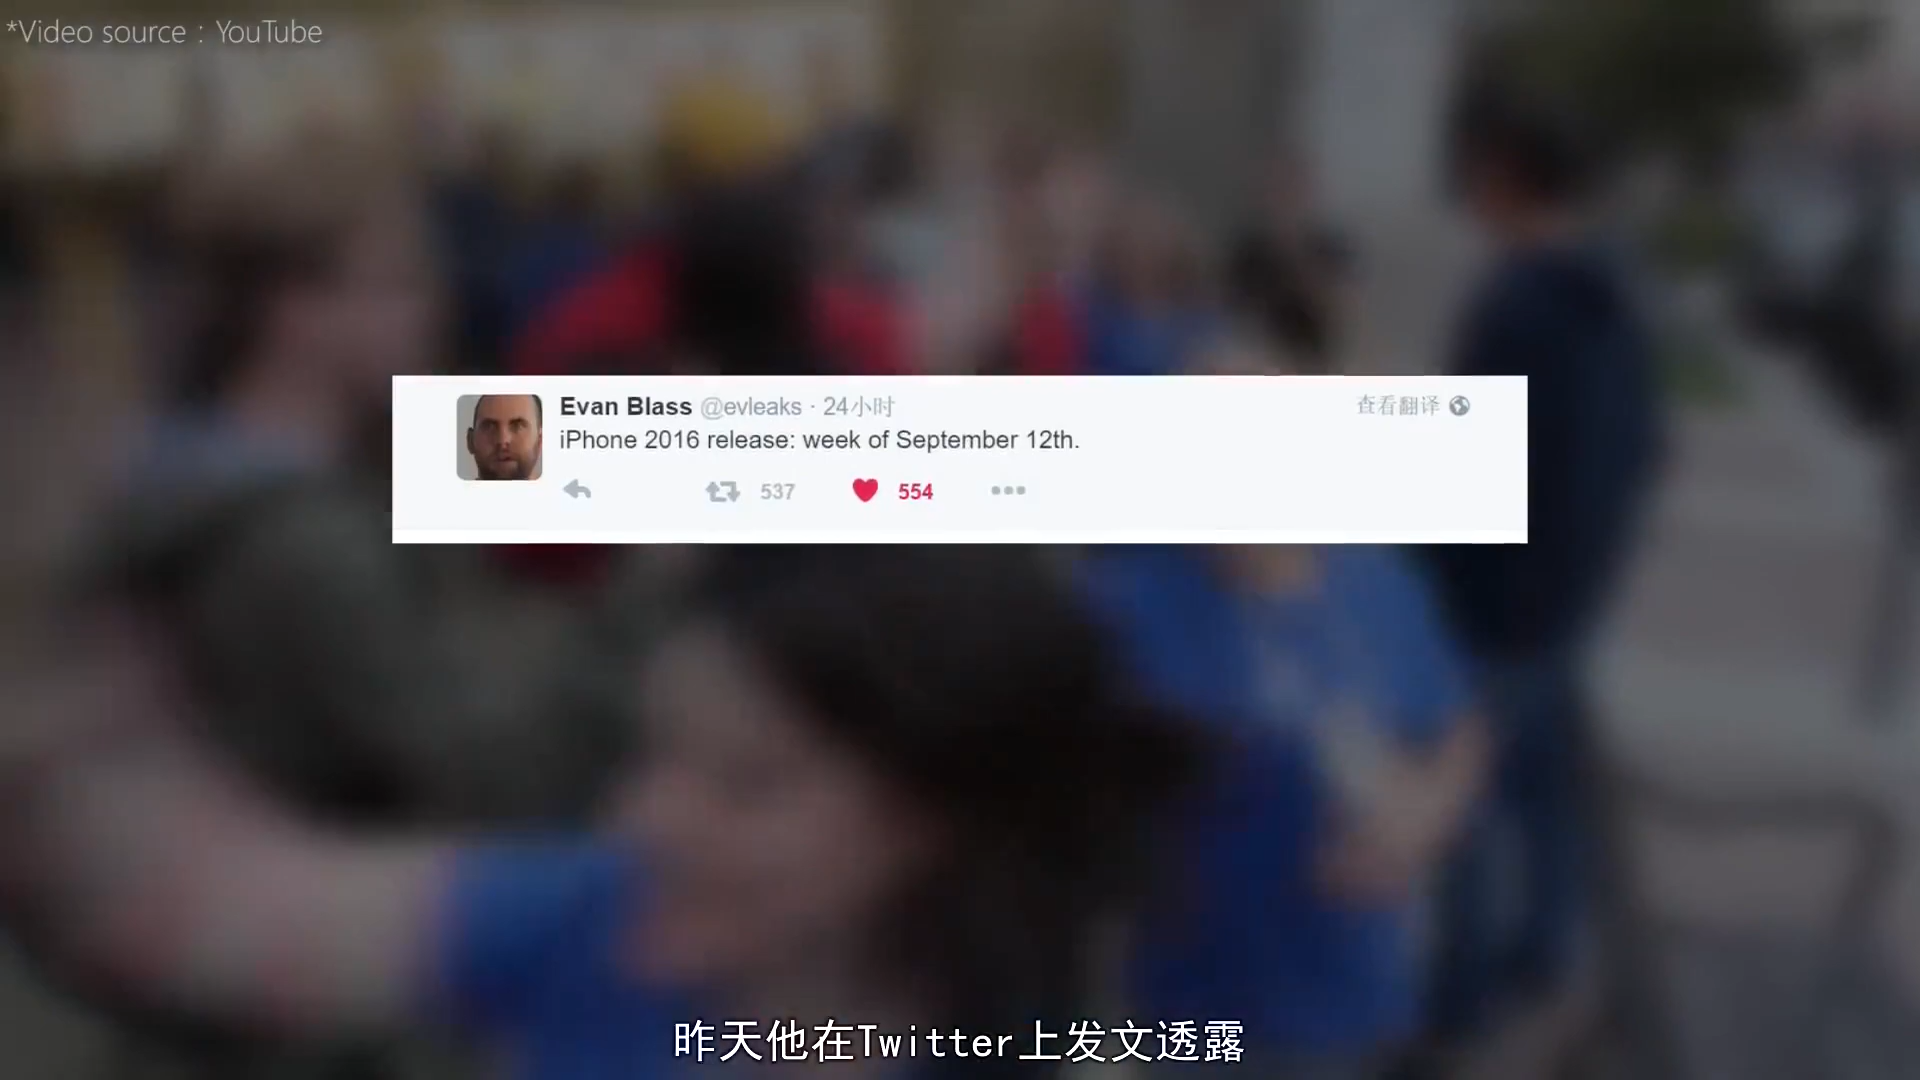 *Video source : YouTube
Evan Blass @evleaks · 24小时
查看翻译
iPhone 2016 release: week of September 12th.
537
554
昨天他在Twitter上发文透露